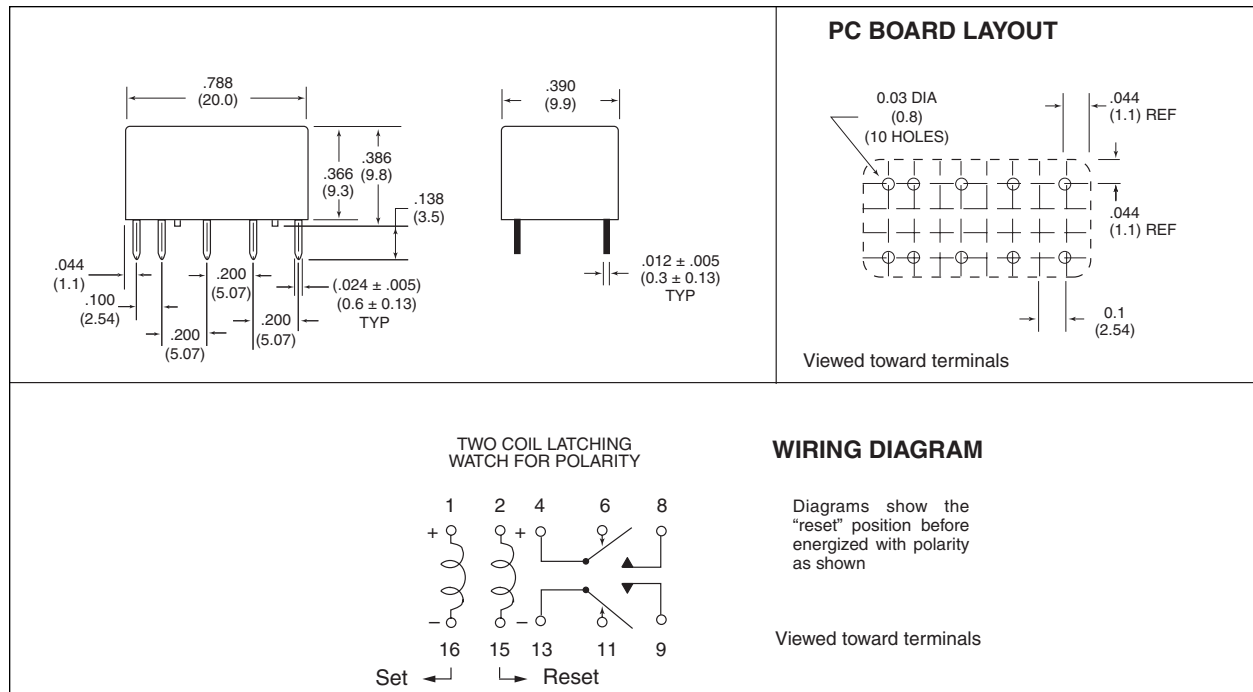 .788
(20.0)
.366
(9.3)
.386
(9.8)
.138
(3.5)
.044
(1.1)
.100
(2.54)
.200
(5.07)
.200
(5.07)
.200
(5.07)
(.024 ± .005)
(0.6 ± 0.13)
TYP
.390
(9.9)
.012 ± .005
(0.3 ± 0.13)
TYP
PC BOARD LAYOUT
0.03 DIA
(0.8)
(10 HOLES)
.044
(1.1) REF
.044
(1.1) REF
0.1
(2.54)
Viewed toward terminals
TWO COIL LATCHING
WATCH FOR POLARITY
1 2 4 6 8
+ +
– –
16 15 13 11 9
Set Reset
WIRING DIAGRAM
Diagrams show the
“reset” position before
energized with polarity
as shown
Viewed toward terminals